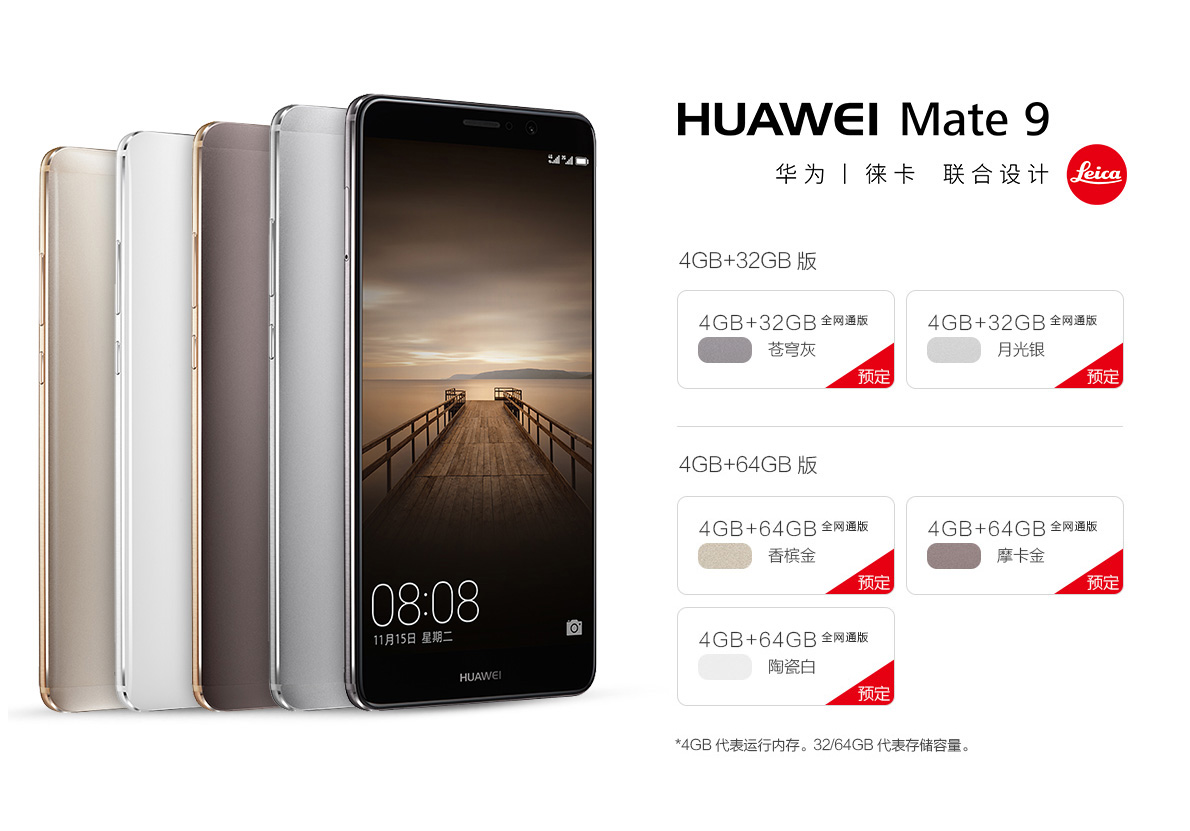 HUAWEI Mate 9
华为丨徕卡 联合设计
Leica
4GB+32GB 版
4GB+32GB 全网通版
苍穹灰
预定
4GB+32GB 全网通版
月光银
预定
4GB+64GB 版
4GB+64GB 全网通版
香槟金
预定
4GB+64GB 全网通版
摩卡金
预定
4GB+64GB 全网通版
陶瓷白
预定
*4GB 代表运行内存。32/64GB 代表存储容量。
08:08
11月15日 星期二
HUAWEI